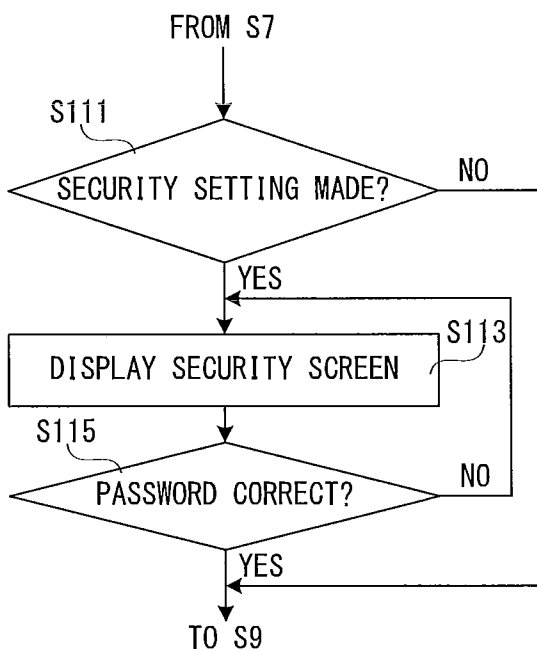 FROM S7
S111
SECURITY SETTING MADE?
NO
YES
DISPLAY SECURITY SCREEN
S113
S115
PASSWORD CORRECT?
NO
YES
TO S9